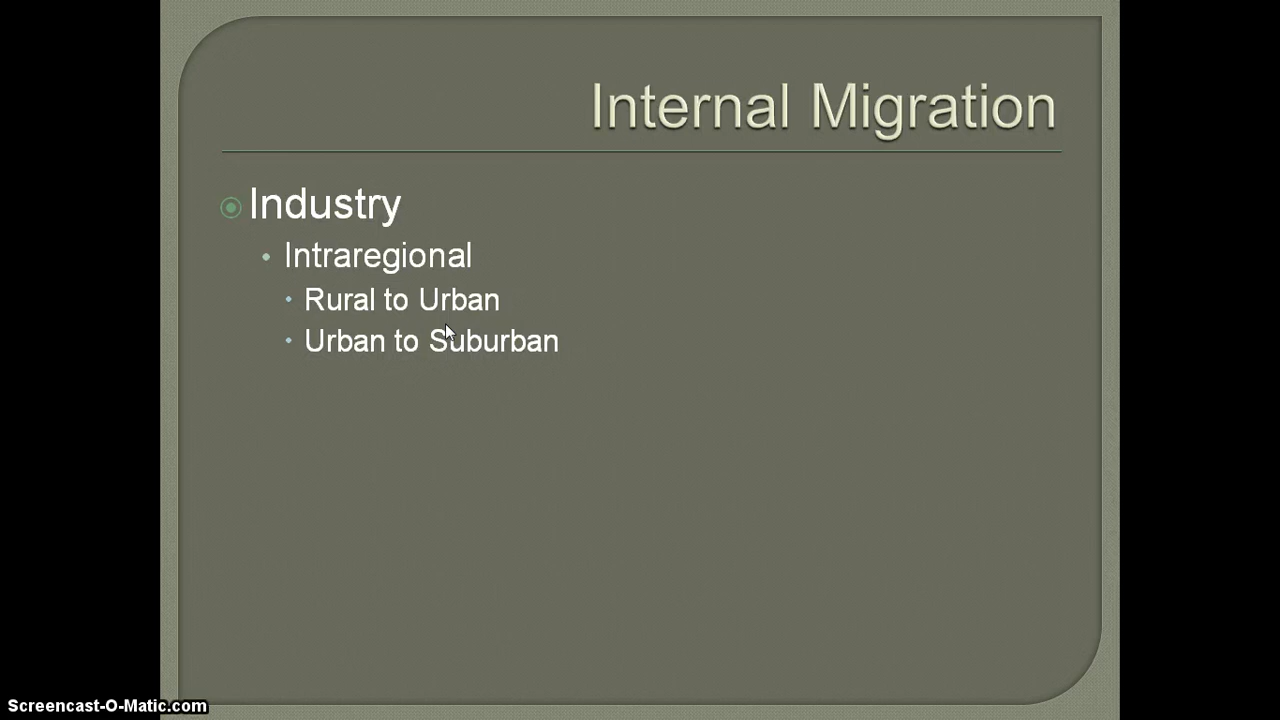 Internal Migration
Industry
Intraregional
Rural to Urban
Urban to Suburban
Screencast-O-Matic.com